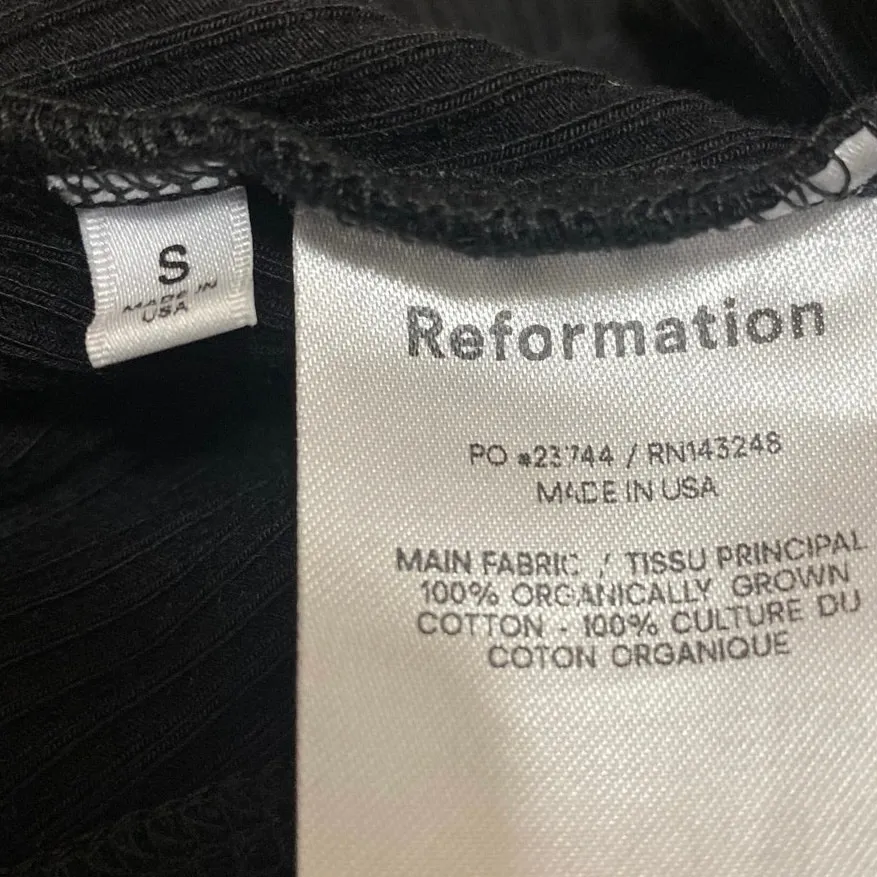 S
MADE IN
USA
Reformation
PO #23744 / RN143248
MADE IN USA
MAIN FABRIC / TISSU PRINCIPAL
100% ORGANICALLY GROWN
COTTON - 100% CULTURE DU
COTON ORGANIQUE